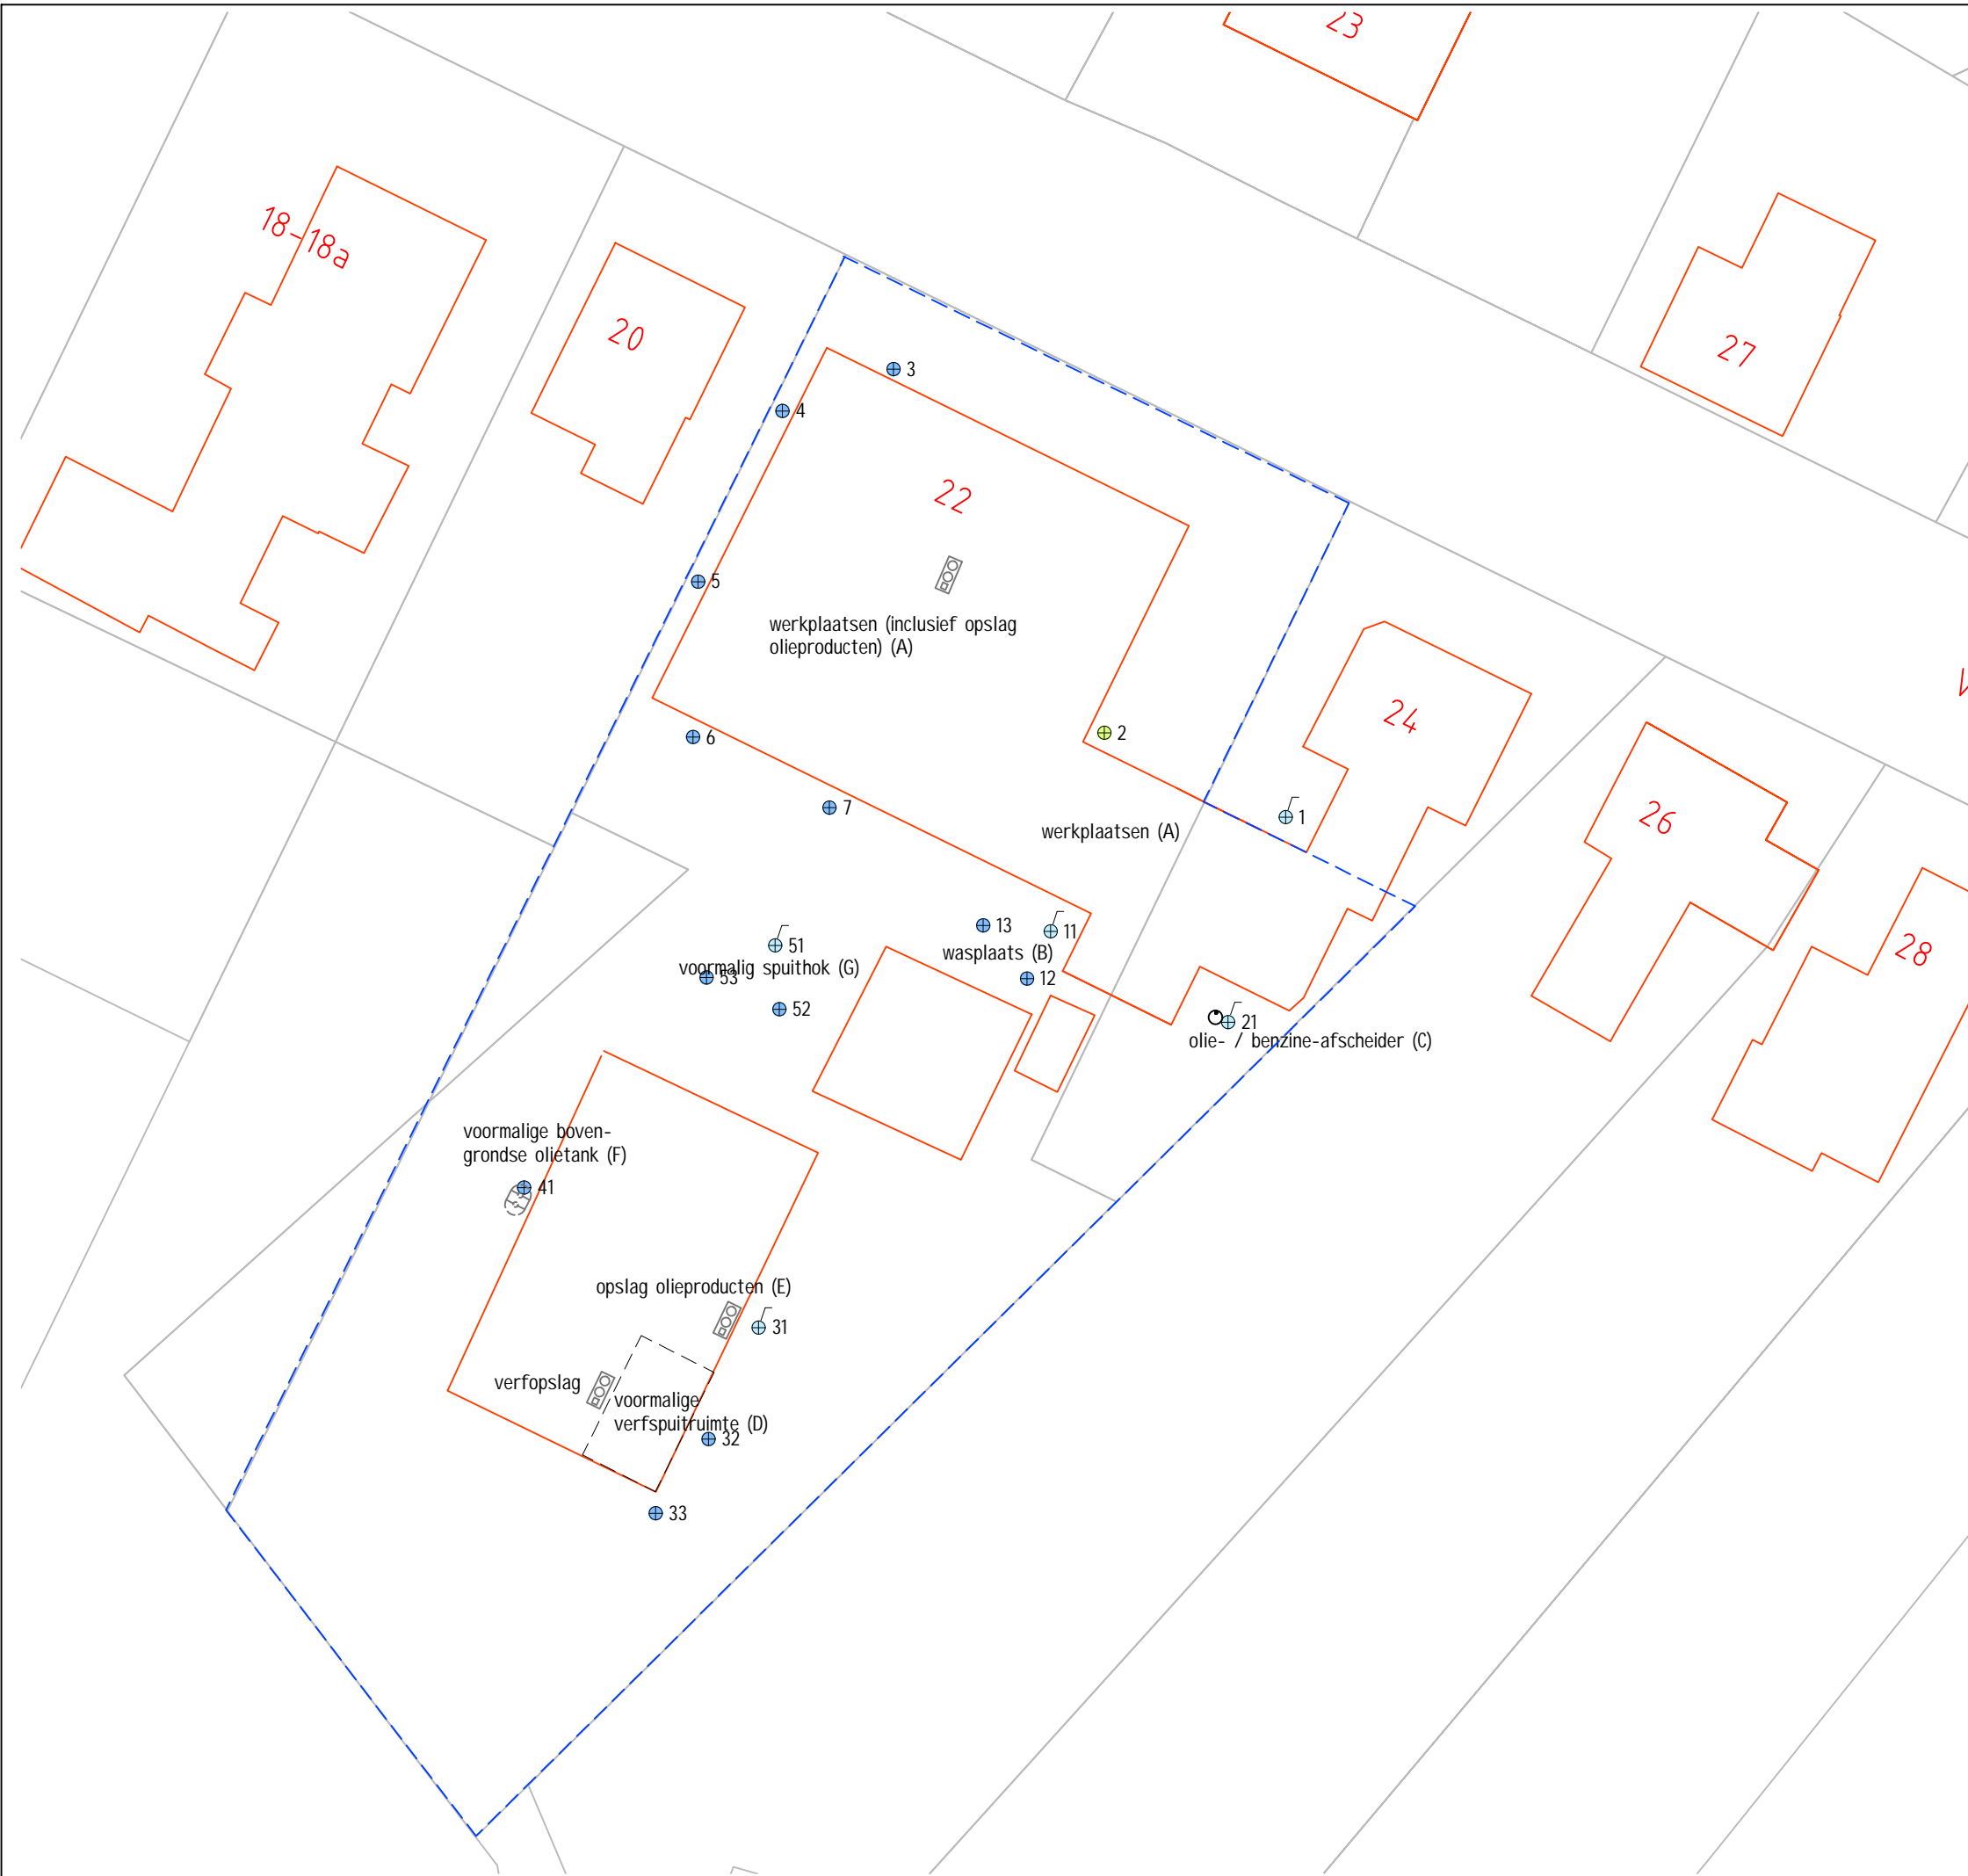 23
18-18a
20
27
3
4
22
5
werkplaatsen (inclusief opslag
olieproducten) (A)
24
2
6
7
1
26
werkplaatsen (A)
13
11
51
wasplaats (B)
28
voormalig spuithok (G)
53
12
52
21
olie- / benzine-afscheider (C)
voormalige boven-
grondse olietank (F)
41
opslag olieproducten (E)
31
verfopslag
voormalige
verfspuitruimte (D)
32
33